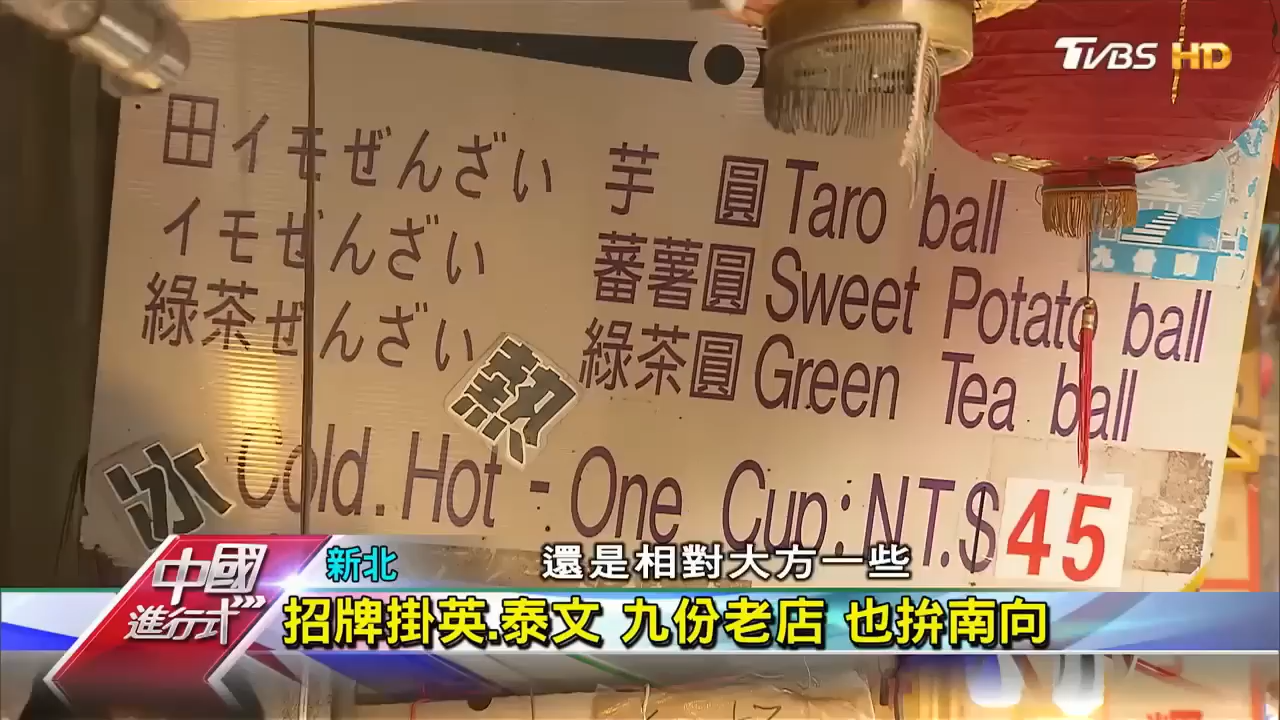 TVBS HD
田イモぜんざい 芋 圓 Taro ball
イモぜんざい 蕃薯圓 Sweet Potato ball
緑茶ぜんざい 緑茶圓 Green Tea ball
熱
冰 Cold.Hot - One Cup:NT.$45
九份
中國進行式
新北 還是相對大方一些
招牌掛英.泰文 九份老店 也拚南向